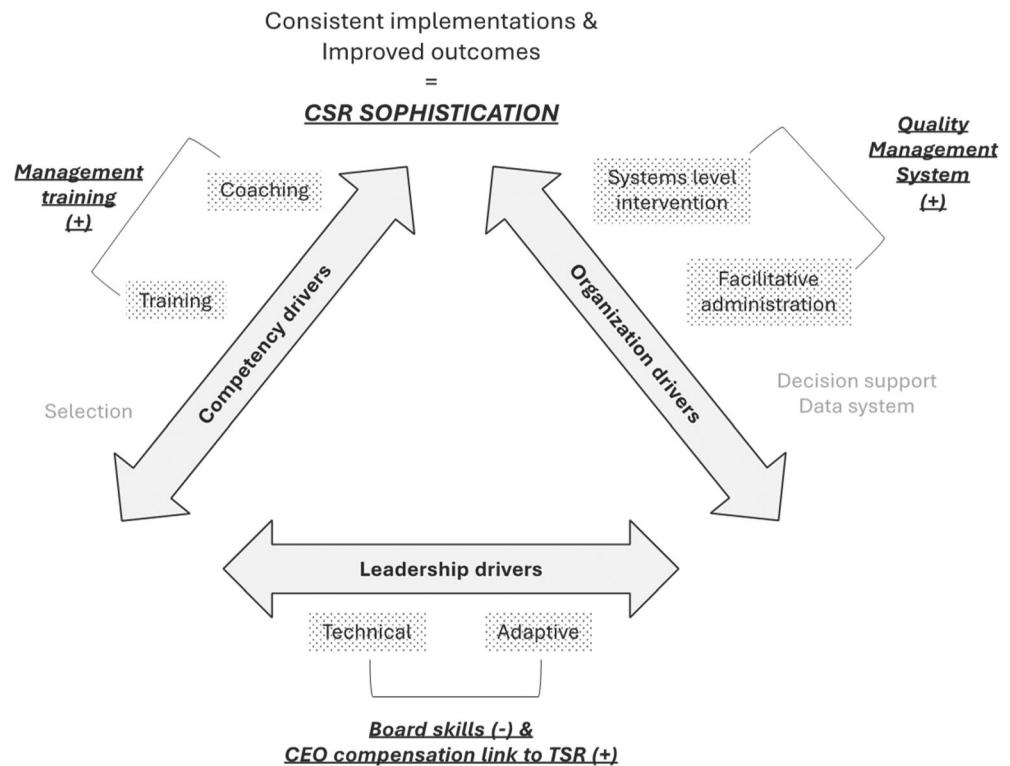 Consistent implementations &
Improved outcomes
=
CSR SOPHISTICATION
Management
training
(+)
Coaching
Training
Selection
Competency drivers
Systems level
intervention
Facilitative
administration
Quality
Management
System
(+)
Decision support
Data system
Organization drivers
Leadership drivers
Technical
Adaptive
Board skills (-) &
CEO compensation link to TSR (+)